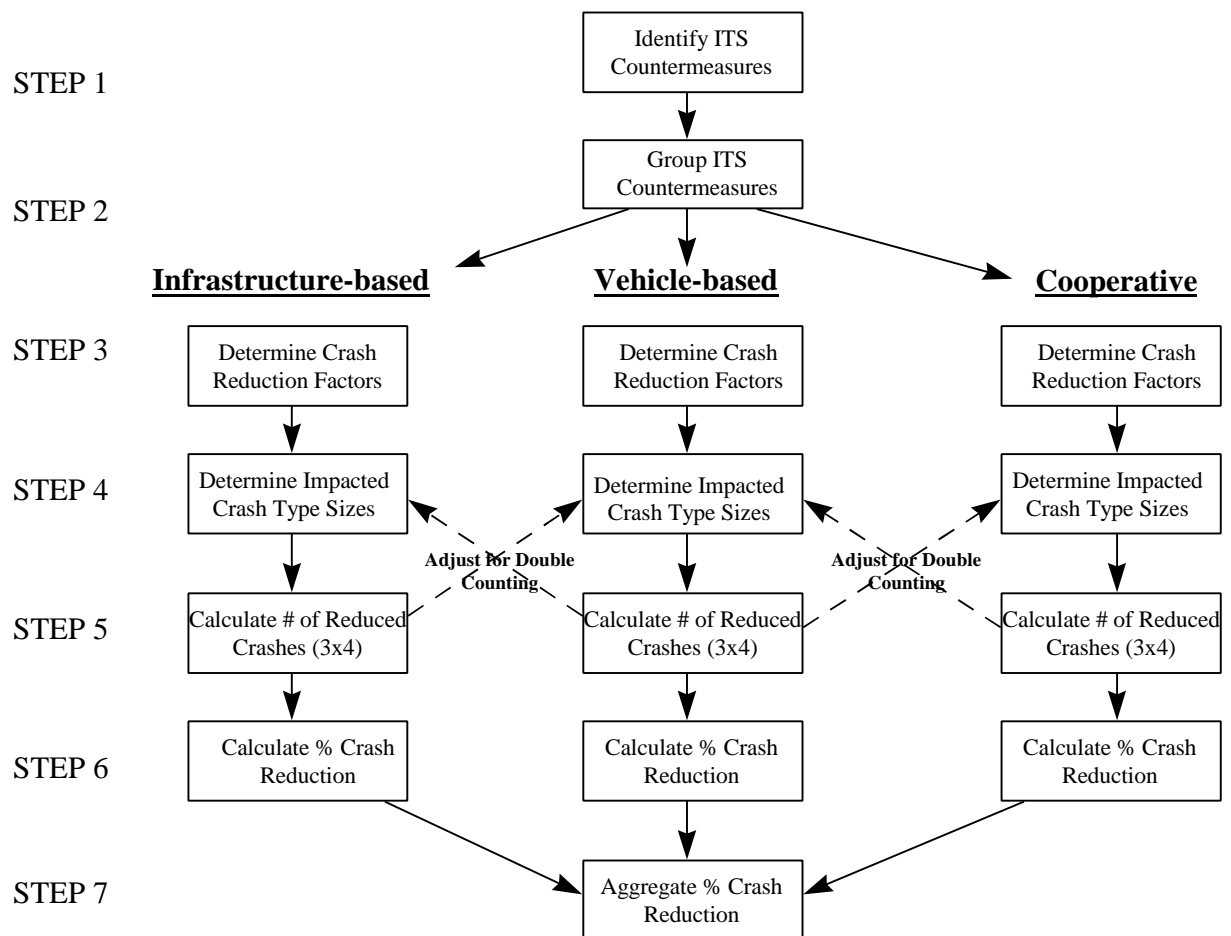 Identify ITS
Countermeasures
STEP 1
Group ITS
Countermeasures
STEP 2
Infrastructure-based
Vehicle-based
Cooperative
STEP 3
Determine Crash
Reduction Factors
Determine Crash
Reduction Factors
Determine Crash
Reduction Factors
STEP 4
Determine Impacted
Crash Type Sizes
Determine Impacted
Crash Type Sizes
Determine Impacted
Crash Type Sizes
Adjust for Double
Counting
Adjust for Double
Counting
STEP 5
Calculate # of Reduced
Crashes (3x4)
Calculate # of Reduced
Crashes (3x4)
Calculate # of Reduced
Crashes (3x4)
STEP 6
Calculate % Crash
Reduction
Calculate % Crash
Reduction
Calculate % Crash
Reduction
STEP 7
Aggregate % Crash
Reduction